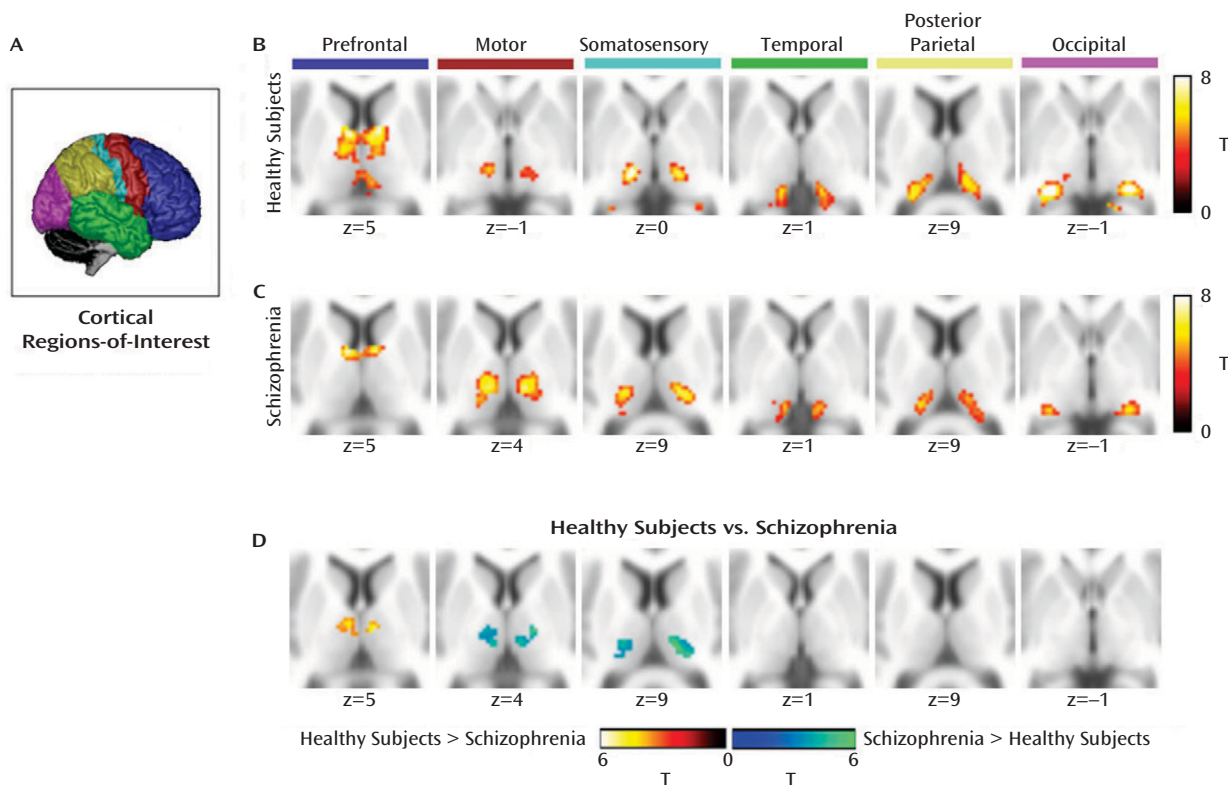 A
Cortical
Regions-of-Interest
B
Prefrontal
Motor
Somatosensory
Temporal
Posterior
Parietal
Occipital
Healthy Subjects
8
T
0
z=5
z=–1
z=0
z=1
z=9
z=–1
C
Schizophrenia
8
T
0
z=5
z=4
z=9
z=1
z=9
z=–1
Healthy Subjects vs. Schizophrenia
D
z=5
z=4
z=9
z=1
z=9
z=–1
Healthy Subjects > Schizophrenia
6
0
T
Schizophrenia > Healthy Subjects
6
T